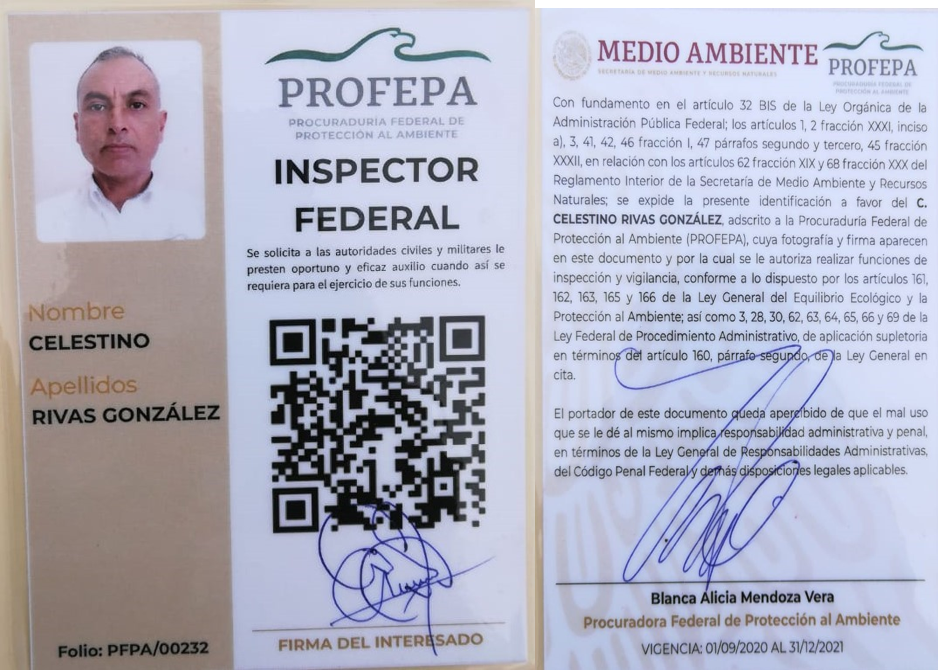 PROFEPA
PROCURADURÍA FEDERAL DE
PROTECCIÓN AL AMBIENTE
INSPECTOR
FEDERAL
Se solicita a las autoridades civiles y militares le
presten oportuno y eficaz auxilio cuando así se
requiera para el ejercicio de sus funciones.
Nombre
CELESTINO
Apellidos
RIVAS GONZÁLEZ
Folio: PFPA/00232
FIRMA DEL INTERESADO
MEDIO AMBIENTE
SECRETARÍA DE MEDIO AMBIENTE Y RECURSOS NATURALES
PROFEPA
PROCURADURÍA FEDERAL DE
PROTECCIÓN AL AMBIENTE
Con fundamento en el artículo 32 BIS de la Ley Orgánica de la
Administración Pública Federal; los artículos 1, 2 fracción XXXI, inciso
a), 3, 41, 42, 46 fracción I, 47 párrafos segundo y tercero, 45 fracción
XXXII, en relación con los artículos 62 fracción XIX y 68 fracción XXX del
Reglamento Interior de la Secretaría de Medio Ambiente y Recursos
Naturales; se expide la presente identificación a favor del C.
CELESTINO RIVAS GONZÁLEZ, adscrito a la Procuraduría Federal de
Protección al Ambiente (PROFEPA), cuya fotografía y firma aparecen
en este documento y por la cual se le autoriza realizar funciones de
inspección y vigilancia, conforme a lo dispuesto por los artículos 161,
162, 163, 165 y 166 de la Ley General del Equilibrio Ecológico y la
Protección al Ambiente; así como 3, 28, 30, 62, 63, 64, 65, 66 y 69 de la
Ley Federal de Procedimiento Administrativo, de aplicación supletoria
en términos del artículo 160, párrafo segundo, de la Ley General en
cita.
El portador de este documento queda apercibido de que el mal uso
que se le dé al mismo implica responsabilidad administrativa y penal,
en términos de la Ley General de Responsabilidades Administrativas,
del Código Penal Federal y demás disposiciones legales aplicables.
Blanca Alicia Mendoza Vera
Procuradora Federal de Protección al Ambiente
VIGENCIA: 01/09/2020 AL 31/12/2021